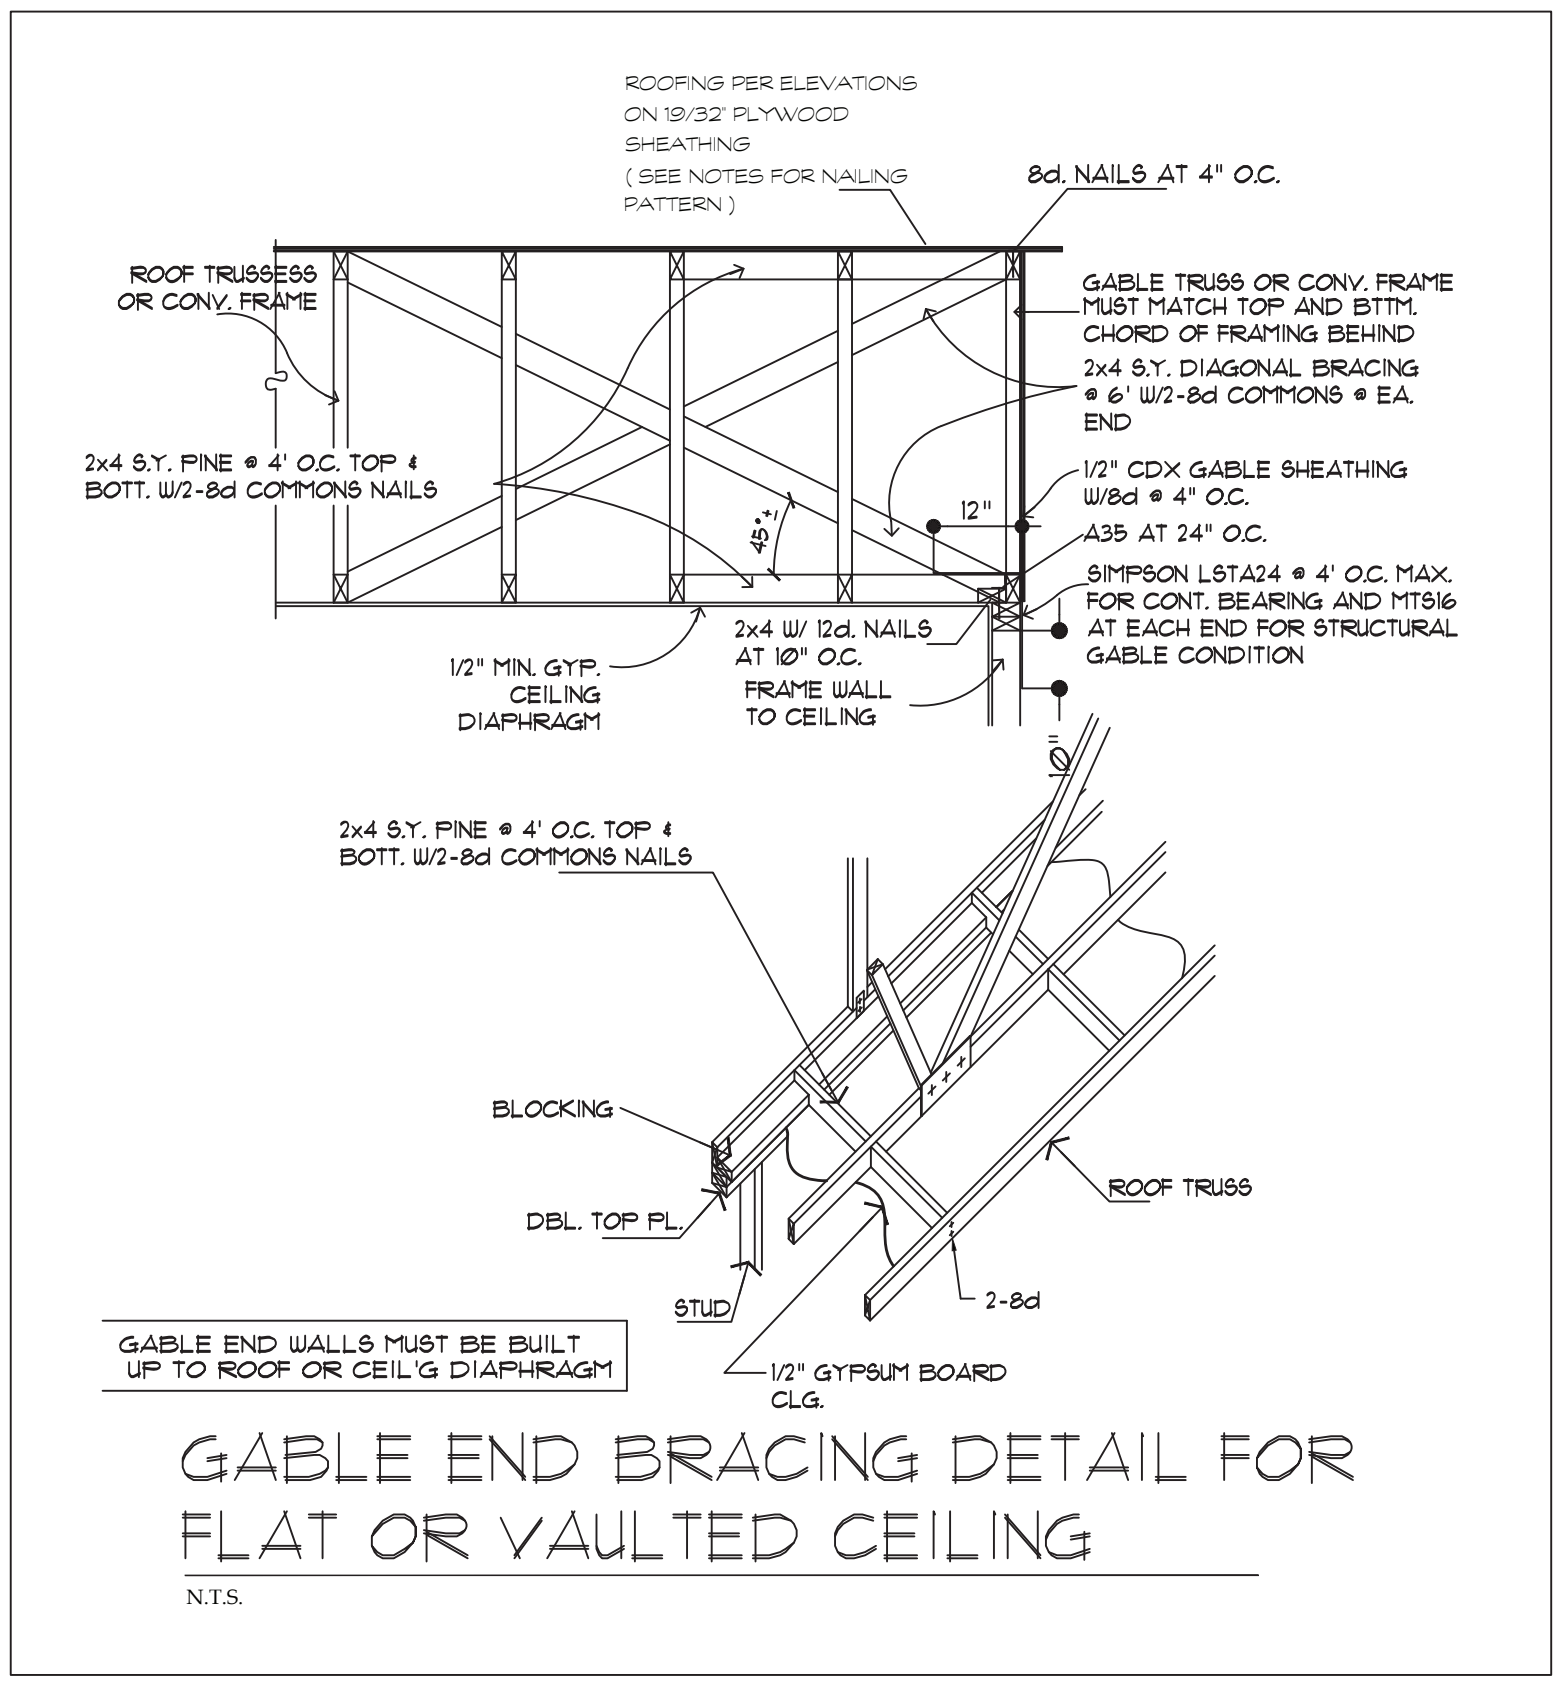 ROOFING PER ELEVATIONS
ON 19/32" PLYWOOD
SHEATHING
( SEE NOTES FOR NAILING
PATTERN )
8d. NAILS AT 4" O.C.
ROOF TRUSSESS
OR CONV. FRAME
GABLE TRUSS OR CONV. FRAME
MUST MATCH TOP AND BTTM.
CHORD OF FRAMING BEHIND
2x4 S.Y. DIAGONAL BRACING
@ 6' W/2-8d COMMONS @ EA.
END
2x4 S.Y. PINE @ 4' O.C. TOP &
BOTT. W/2-8d COMMONS NAILS
1/2" CDX GABLE SHEATHING
W/8d @ 4" O.C.
12"
45°±
A35 AT 24" O.C.
SIMPSON LSTA24 @ 4' O.C. MAX.
FOR CONT. BEARING AND MTS16
AT EACH END FOR STRUCTURAL
GABLE CONDITION
2x4 W/ 12d. NAILS
AT 10" O.C.
1/2" MIN. GYP.
CEILING
DIAPHRAGM
FRAME WALL
TO CEILING
10"
2x4 S.Y. PINE @ 4' O.C. TOP &
BOTT. W/2-8d COMMONS NAILS
BLOCKING
ROOF TRUSS
DBL. TOP PL.
STUD
2-8d
GABLE END WALLS MUST BE BUILT
UP TO ROOF OR CEIL'G DIAPHRAGM
1/2" GYPSUM BOARD
CLG.
GABLE END BRACING DETAIL FOR
FLAT OR VAULTED CEILING
N.T.S.